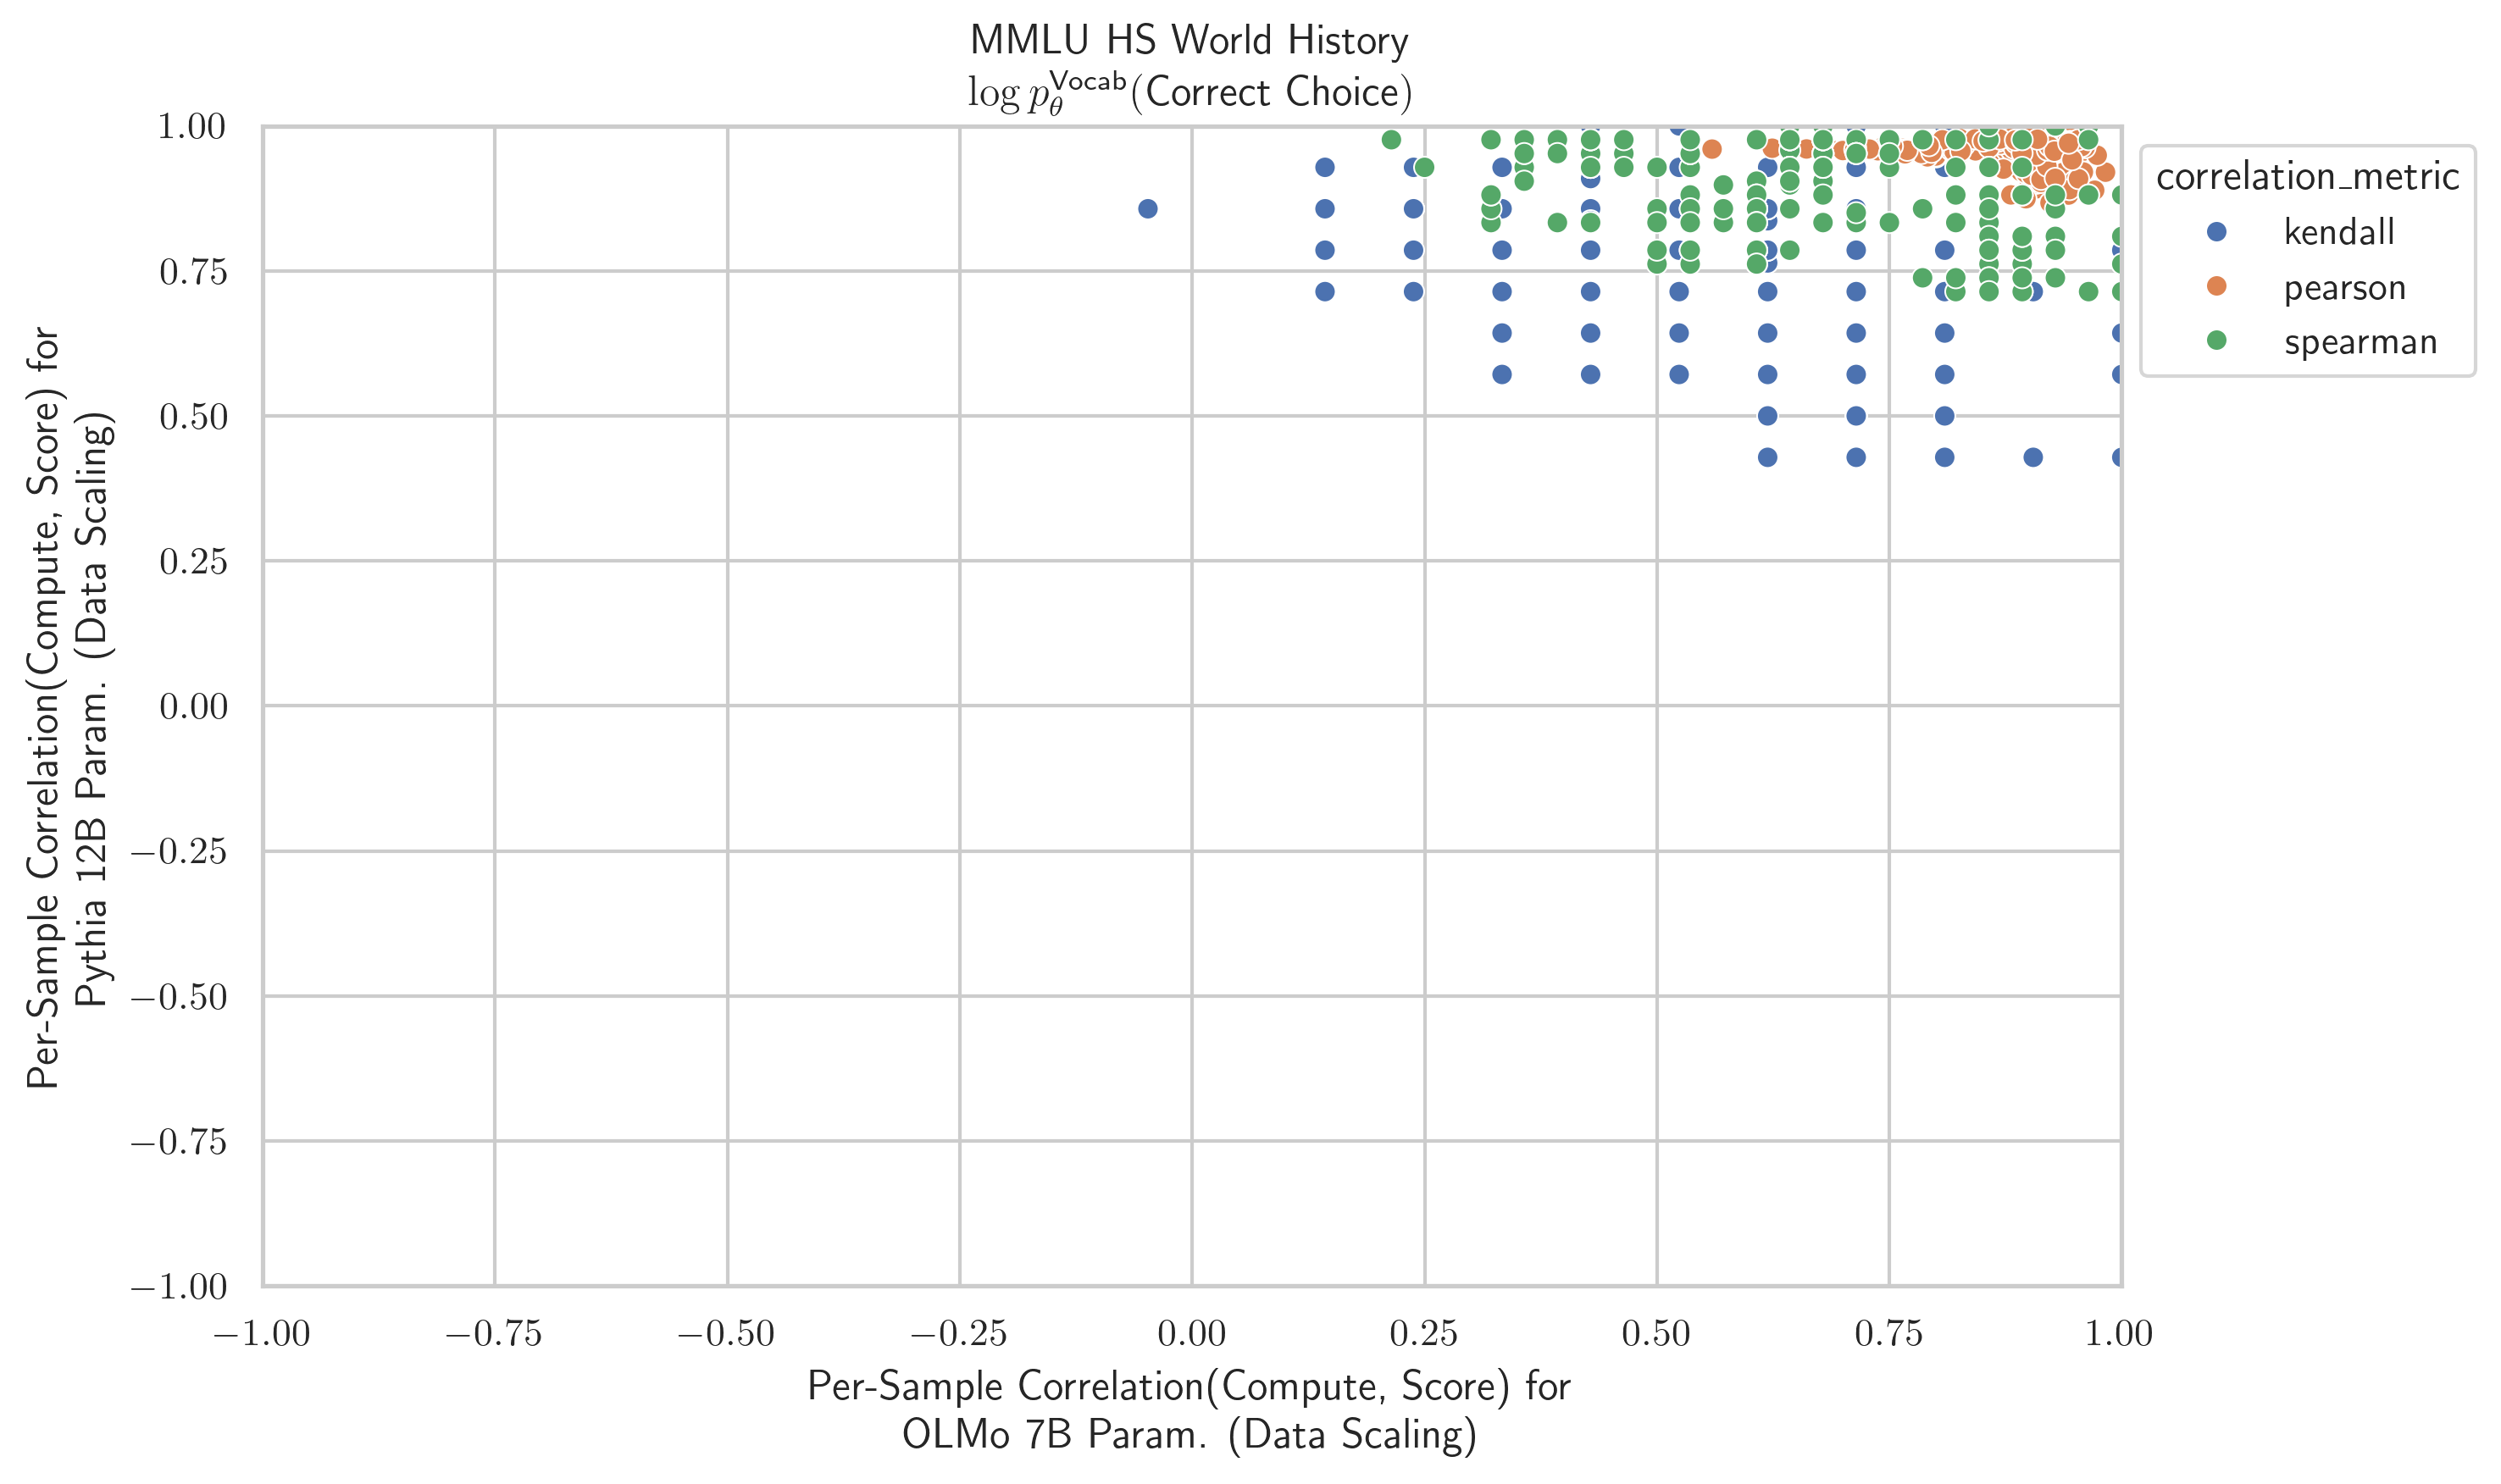 MMLU HS World History
log p_θ^Vocab(Correct Choice)
1.00
0.75
0.50
0.25
0.00
−0.25
−0.50
−0.75
−1.00
Per-Sample Correlation(Compute, Score) for
Pythia 12B Param. (Data Scaling)
correlation_metric
kendall
pearson
spearman
−1.00 −0.75 −0.50 −0.25 0.00 0.25 0.50 0.75 1.00
Per-Sample Correlation(Compute, Score) for
OLMo 7B Param. (Data Scaling)